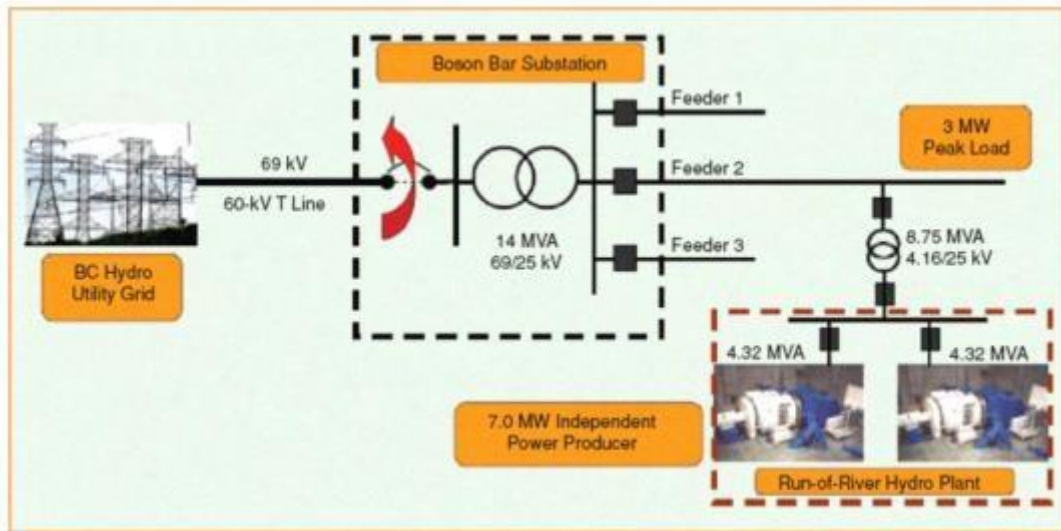 Boson Bar Substation
Feeder 1
3 MW
Peak Load
69 kV
Feeder 2
60-kV T Line
14 MVA
69/25 kV
8.75 MVA
4.16/25 kV
Feeder 3
BC Hydro
Utility Grid
4.32 MVA
4.32 MVA
7.0 MW Independent
Power Producer
Run-of-River Hydro Plant